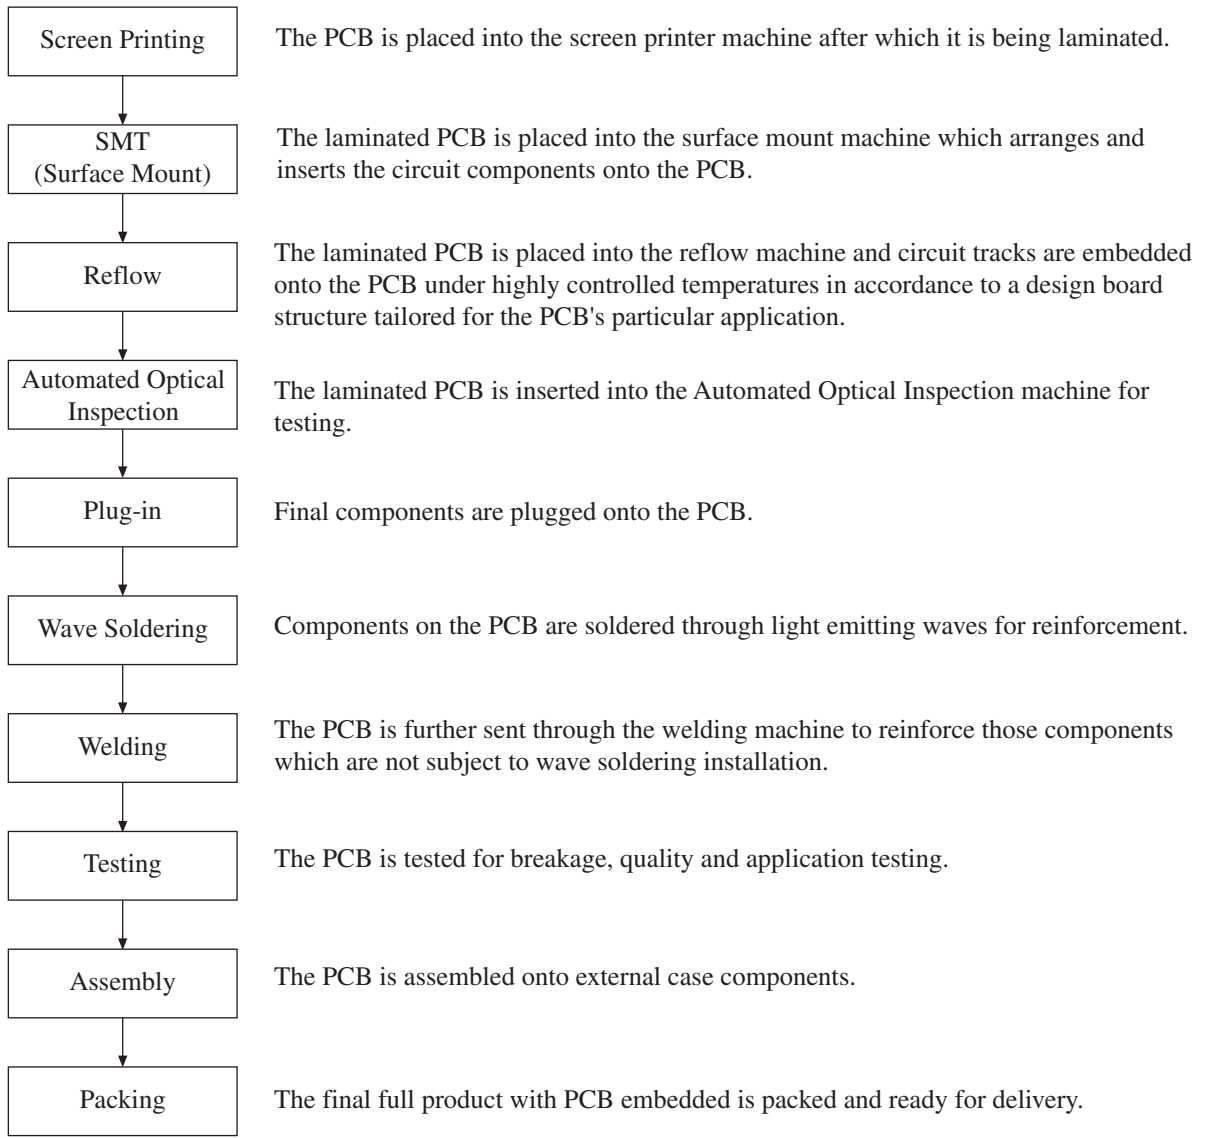 Screen Printing
The PCB is placed into the screen printer machine after which it is being laminated.
SMT
(Surface Mount)
The laminated PCB is placed into the surface mount machine which arranges and
inserts the circuit components onto the PCB.
Reflow
The laminated PCB is placed into the reflow machine and circuit tracks are embedded
onto the PCB under highly controlled temperatures in accordance to a design board
structure tailored for the PCB's particular application.
Automated Optical
Inspection
The laminated PCB is inserted into the Automated Optical Inspection machine for
testing.
Plug-in
Final components are plugged onto the PCB.
Wave Soldering
Components on the PCB are soldered through light emitting waves for reinforcement.
Welding
The PCB is further sent through the welding machine to reinforce those components
which are not subject to wave soldering installation.
Testing
The PCB is tested for breakage, quality and application testing.
Assembly
The PCB is assembled onto external case components.
Packing
The final full product with PCB embedded is packed and ready for delivery.